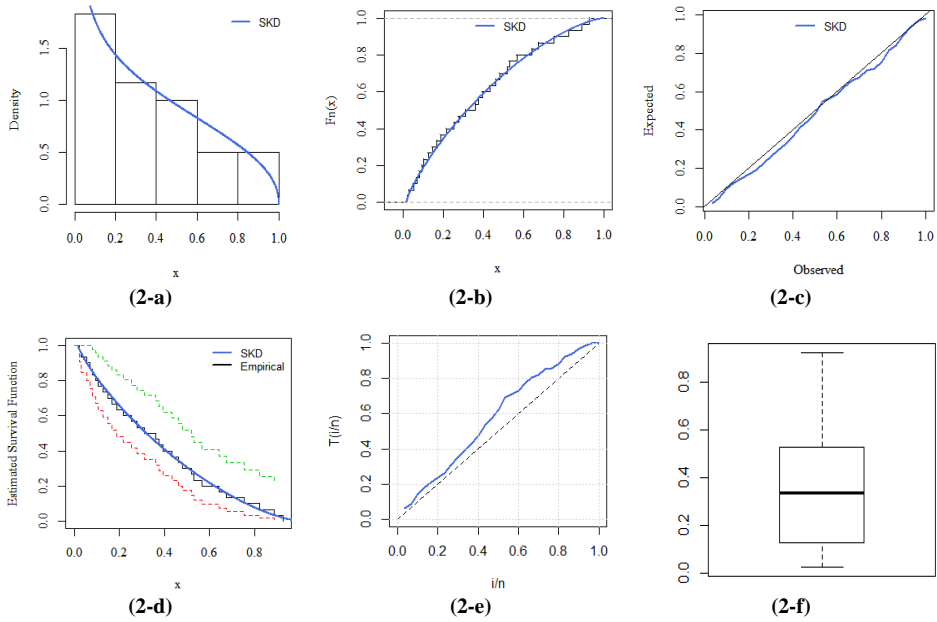 SKD
Density
0.0 0.5 1.0 1.5
0.0 0.2 0.4 0.6 0.8 1.0
x
(2-a)
SKD
Fn(x)
0.0 0.2 0.4 0.6 0.8 1.0
0.0 0.2 0.4 0.6 0.8 1.0
x
(2-b)
SKD
Expected
0.0 0.2 0.4 0.6 0.8 1.0
0.0 0.2 0.4 0.6 0.8 1.0
Observed
(2-c)
SKD
Empirical
Estimated Survival Function
0.0 0.2 0.4 0.6 0.8 1.0
0.0 0.2 0.4 0.6 0.8
x
(2-d)
T(i/n)
0.0 0.2 0.4 0.6 0.8 1.0
0.0 0.2 0.4 0.6 0.8 1.0
i/n
(2-e)
0.0 0.2 0.4 0.6 0.8
(2-f)